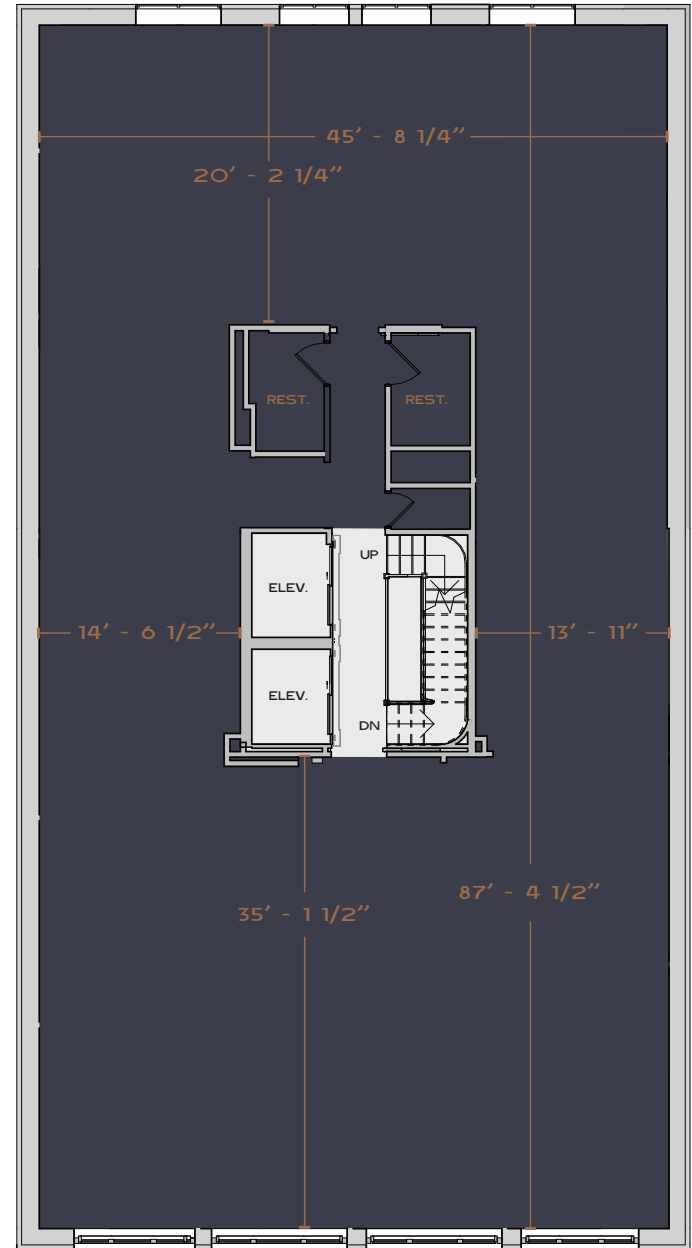 45′ - 8 1/4″
20′ - 2 1/4″
REST.
REST.
UP
ELEV.
14′ - 6 1/2″
13′ - 11″
ELEV.
DN
87′ - 4 1/2″
35′ - 1 1/2″